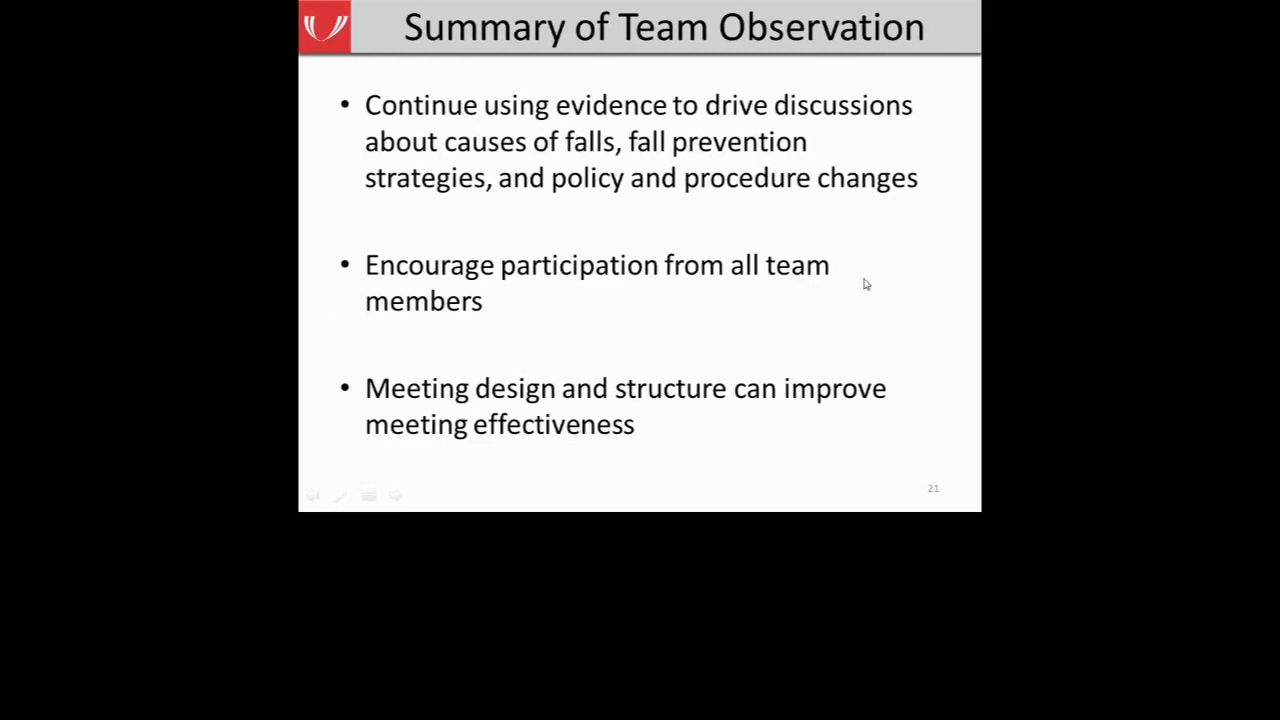 Summary of Team Observation
• Continue using evidence to drive discussions
about causes of falls, fall prevention
strategies, and policy and procedure changes
• Encourage participation from all team
members
• Meeting design and structure can improve
meeting effectiveness
21